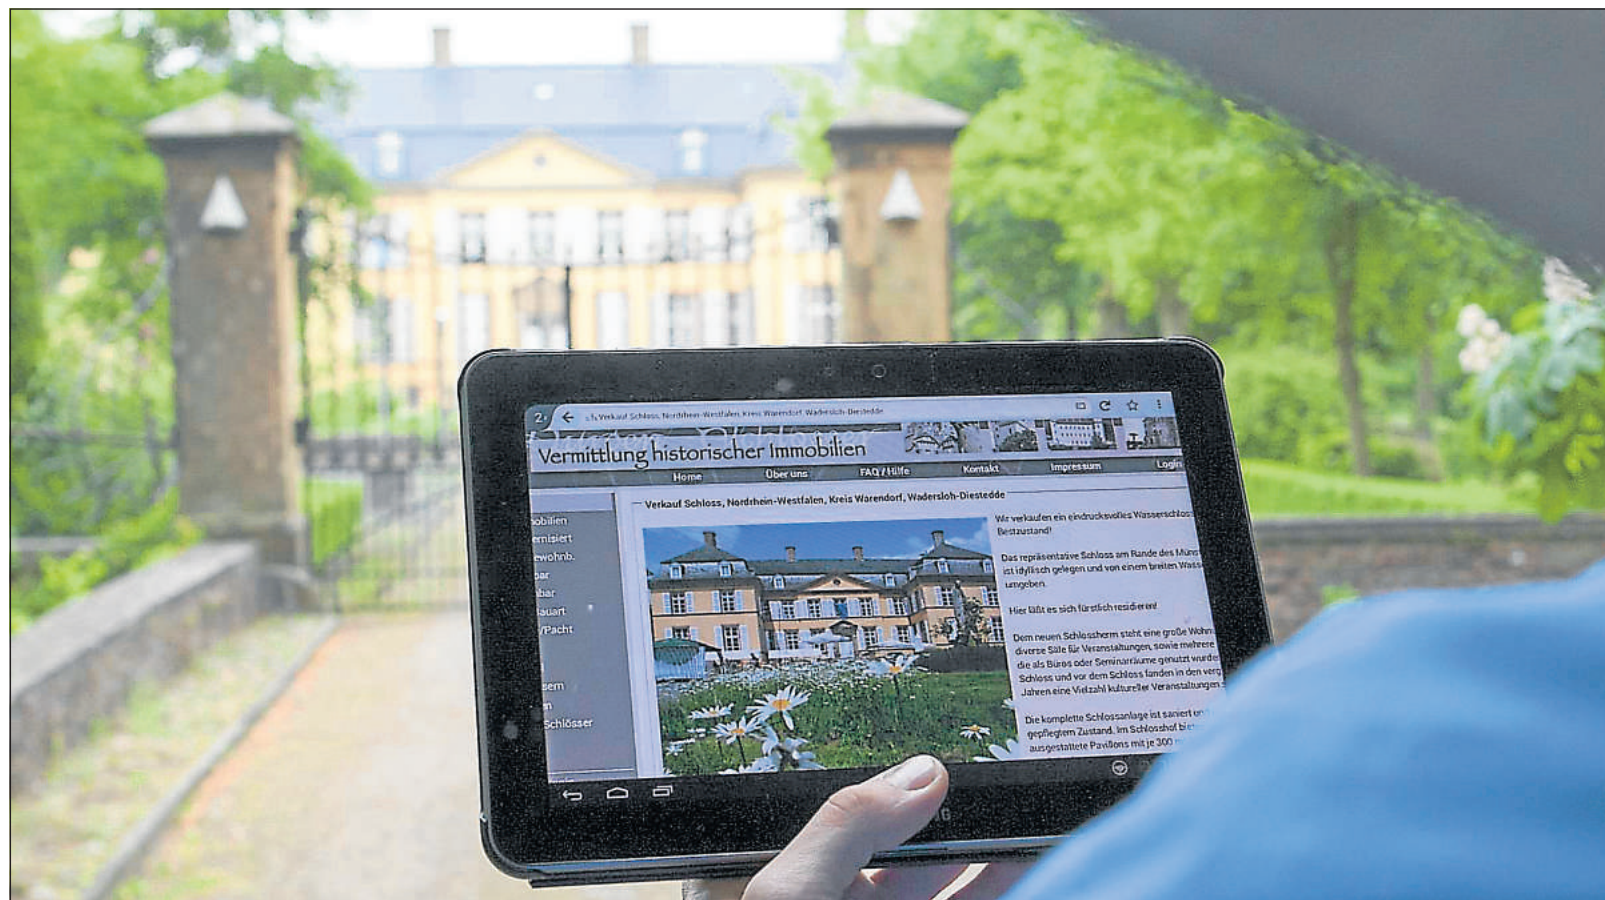 2
Verkauf Schloss, Nordrhein-Westfalen, Kreis Warendorf, Wadersloh-Diestedde
Vermittlung historischer Immobilien
Home Über uns FAQ / Hilfe Kontakt Impressum Login
obilien
ernisiert
ewohnb.
bar
nbar
Bauart
/Pacht
sern
en
Schlösser
Verkauf Schloss, Nordrhein-Westfalen, Kreis Warendorf, Wadersloh-Diestedde
Wir verkaufen ein eindrucksvolles Wasserschloss
Bestzustand!
Das repräsentative Schloss am Rande des Müns
ist idyllisch gelegen und von einem breiten Wass
umgeben.
Hier läßt es sich fürstlich residieren!
Dem neuen Schlossherrn steht eine große Wohn
diverse Säle für Veranstaltungen, sowie mehrere
die als Büros oder Seminarräume genutzt wurde
Schloss und vor dem Schloss fanden in den verg
Jahren eine Vielzahl kultureller Veranstaltungen
Die komplette Schlossanlage ist saniert
gepflegtem Zustand. Im Schlosshof
ausgestattete Pavillons mit je 300